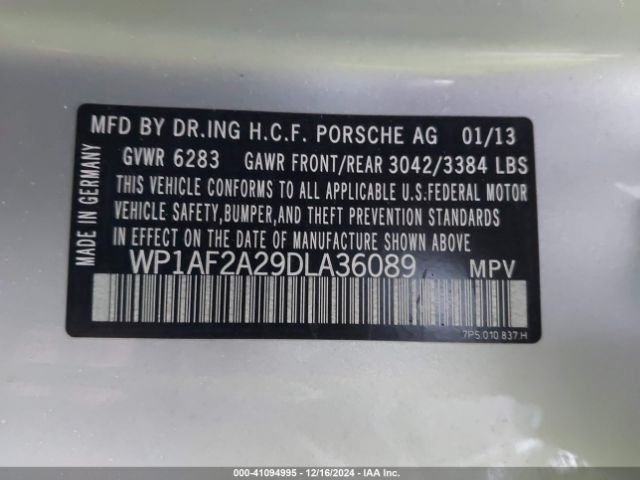 MFD BY DR.ING H.C.F. PORSCHE AG 01/13
GVWR 6283 GAWR FRONT/REAR 3042/3384 LBS
THIS VEHICLE CONFORMS TO ALL APPLICABLE U.S.FEDERAL MOTOR
VEHICLE SAFETY,BUMPER,AND THEFT PREVENTION STANDARDS
IN EFFECT ON THE DATE OF MANUFACTURE SHOWN ABOVE
WP1AF2A29DLA36089 MPV
7P5.010.837.H
MADE IN GERMANY
000-41094995 | 12/16/2024 - IAA Inc.